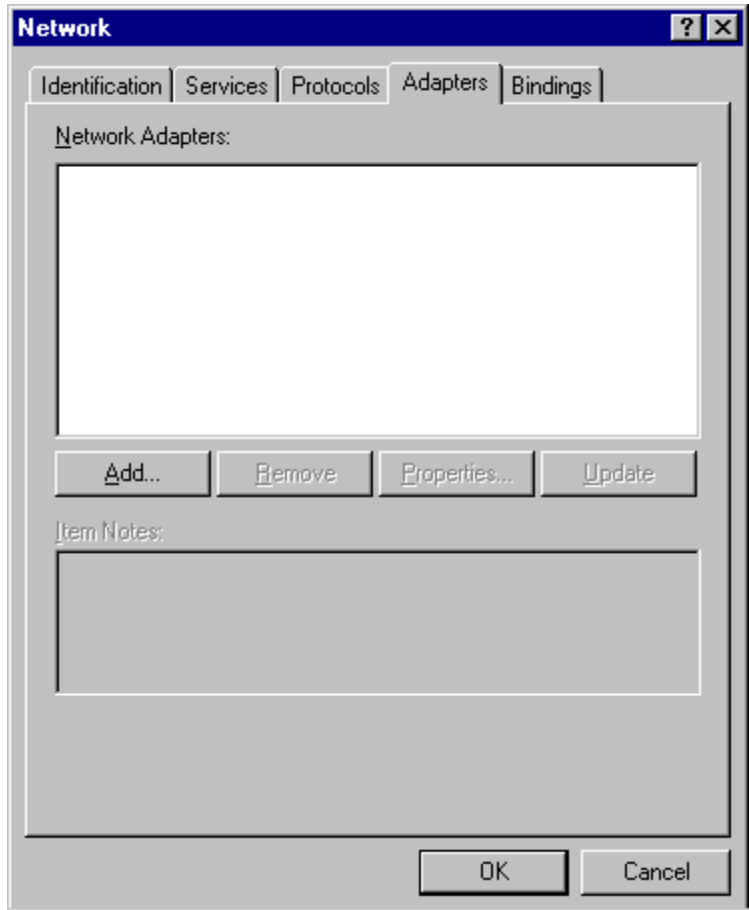 Network
Identification Services Protocols Adapters Bindings
Network Adapters:
Add... Remove Properties... Update
Item Notes:
OK Cancel